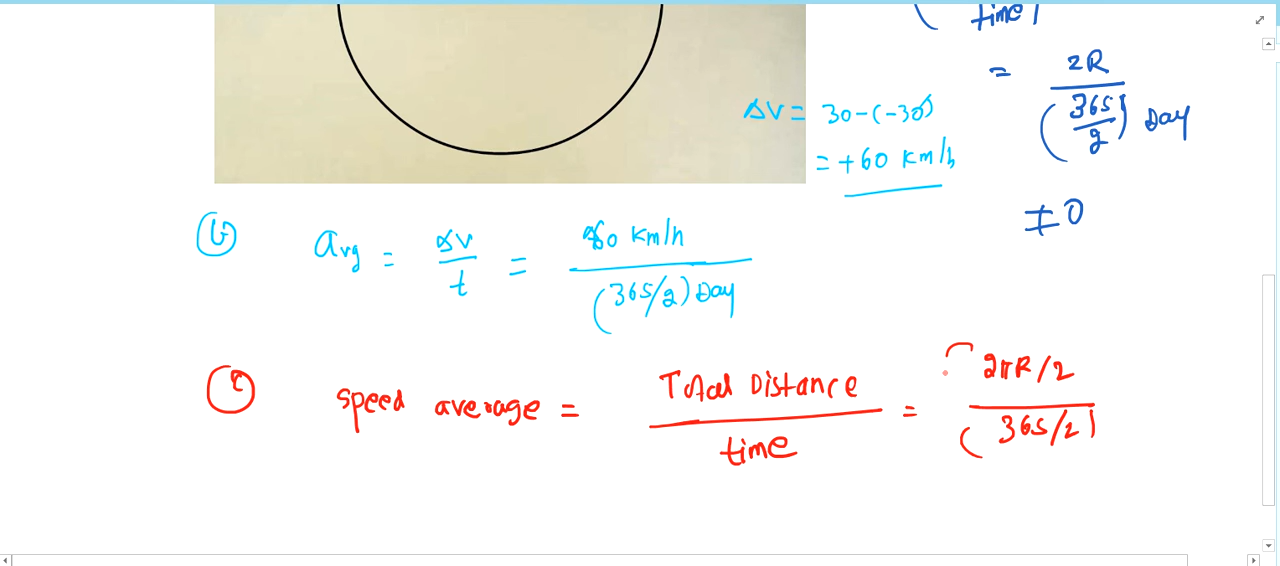 time)
= 2R / (365/2) Day
≠ 0
ΔV = 30-(-30)
= +60 km/h
(b) avg = ΔV / t = 60 km/h / (365/2) Day
(c) speed average = Total Distance / time = 2πR/2 / (365/2)